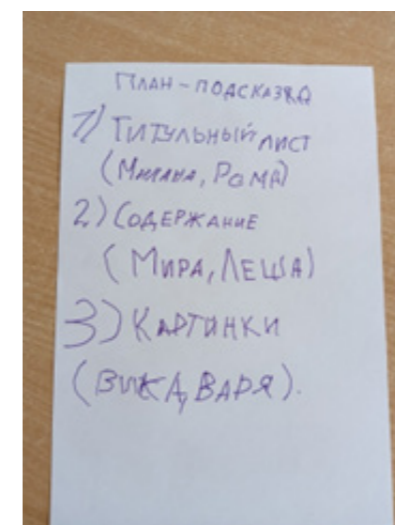 План-подсказка
1) Титульный лист
(Милана, Рома)
2) Содержание
(Мира, Леша)
3) Картинки
(Вика, Варя).